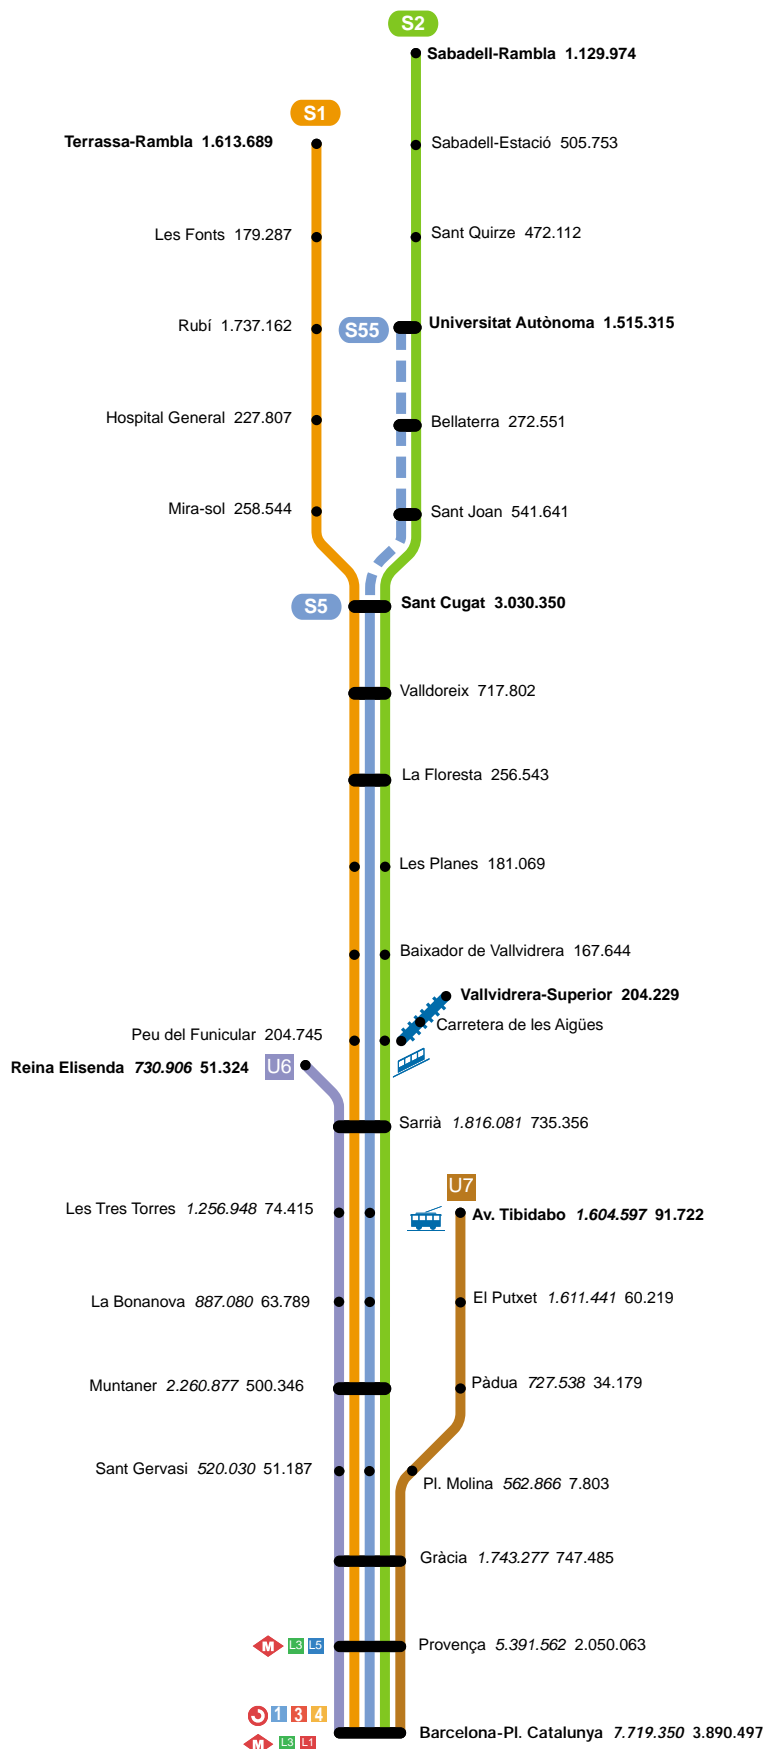 S2
Sabadell-Rambla 1.129.974
S1
Terrassa-Rambla 1.613.689
Sabadell-Estació 505.753
Les Fonts 179.287
Sant Quirze 472.112
Rubí 1.737.162
S55
Universitat Autònoma 1.515.315
Hospital General 227.807
Bellaterra 272.551
Mira-sol 258.544
Sant Joan 541.641
S5
Sant Cugat 3.030.350
Valldoreix 717.802
La Floresta 256.543
Les Planes 181.069
Baixador de Vallvidrera 167.644
Vallvidrera-Superior 204.229
Carretera de les Aigües
Peu del Funicular 204.745
Reina Elisenda 730.906 51.324
U6
Sarrià 1.816.081 735.356
U7
Les Tres Torres 1.256.948 74.415
Av. Tibidabo 1.604.597 91.722
La Bonanova 887.080 63.789
El Putxet 1.611.441 60.219
Muntaner 2.260.877 500.346
Pàdua 727.538 34.179
Sant Gervasi 520.030 51.187
Pl. Molina 562.866 7.803
Gràcia 1.743.277 747.485
M L3 L5
Provença 5.391.562 2.050.063
1 3 4
Barcelona-Pl. Catalunya 7.719.350 3.890.497
M L3 L1